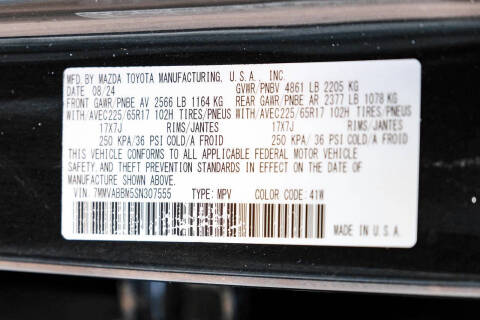 MFD. BY MAZDA TOYOTA MANUFACTURING, U.S.A., INC.
DATE 08/24 GVWR/PNBV 4861 LB 2205 KG
FRONT GAWR/PNBE AV 2566 LB 1164 KG REAR GAWR/PNBE AR 2377 LB 1078 KG
WITH/AVEC225/65R17 102H TIRES/PNEUS WITH/AVEC225/65R17 102H TIRES/PNEUS
17X7J RIMS/JANTES 17X7J RIMS/JANTES
250 KPA/36 PSI COLD/A FROID 250 KPA/36 PSI COLD/A FROID
THIS VEHICLE CONFORMS TO ALL APPLICABLE FEDERAL MOTOR VEHICLE
SAFETY, AND THEFT PREVENTION STANDARDS IN EFFECT ON THE DATE OF
MANUFACTURE SHOWN ABOVE.
VIN: 7MMVABBM5SN307555 TYPE: MPV COLOR CODE: 41W
MADE IN U.S.A.